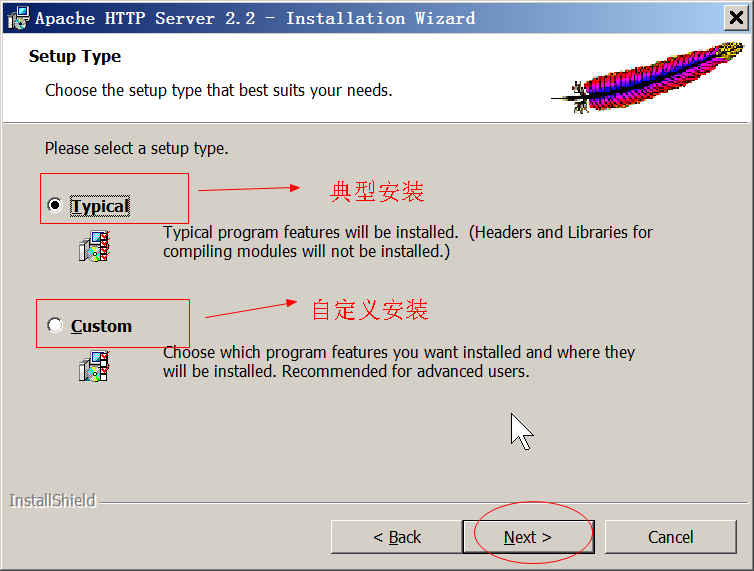 Apache HTTP Server 2.2 - Installation Wizard
Setup Type
Choose the setup type that best suits your needs.
Please select a setup type.
Typical
典型安装
Typical program features will be installed. (Headers and Libraries for
compiling modules will not be installed.)
Custom
自定义安装
Choose which program features you want installed and where they
will be installed. Recommended for advanced users.
InstallShield
< Back
Next >
Cancel